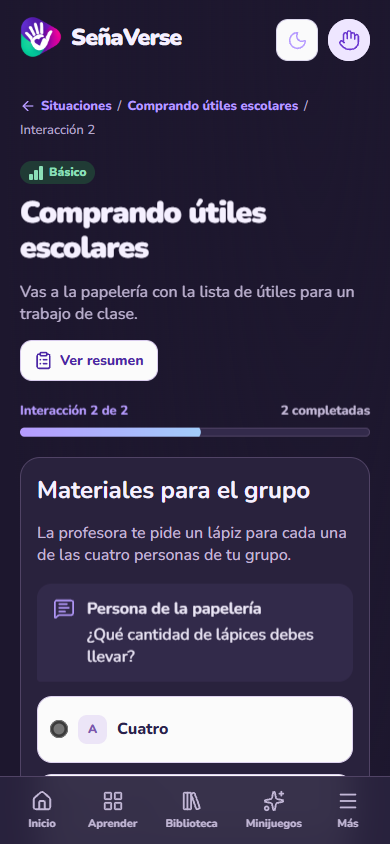 SeñaVerse
← Situaciones / Comprando útiles escolares /
Interacción 2
Básico
Comprando útiles
escolares
Vas a la papelería con la lista de útiles para un
trabajo de clase.
Ver resumen
Interacción 2 de 2
2 completadas
Materiales para el grupo
La profesora te pide un lápiz para cada una
de las cuatro personas de tu grupo.
Persona de la papelería
¿Qué cantidad de lápices debes
llevar?
A Cuatro
Inicio
Aprender
Biblioteca
Minijuegos
Más